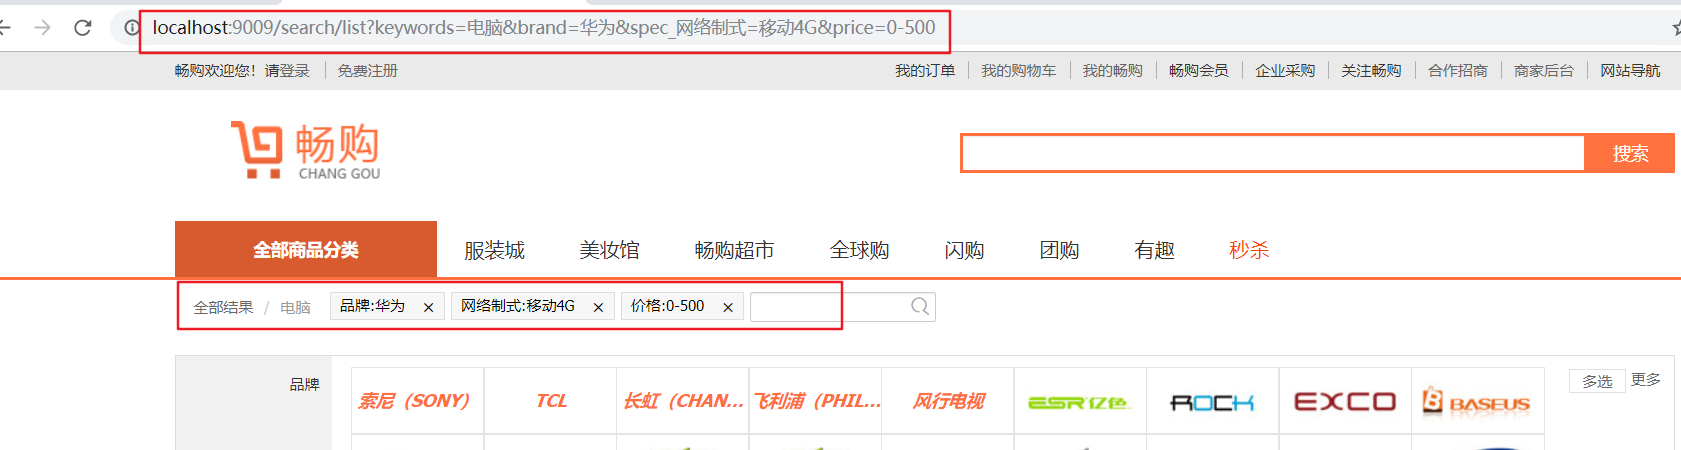 localhost:9009/search/list?keywords=电脑&brand=华为&spec_网络制式=移动4G&price=0-500
畅购欢迎您！请登录 免费注册 我的订单 我的购物车 我的畅购 畅购会员 企业采购 关注畅购 合作招商 商家后台 网站导航
畅购
CHANG GOU
搜索
全部商品分类 服装城 美妆馆 畅购超市 全球购 闪购 团购 有趣 秒杀
全部结果 / 电脑 品牌:华为 × 网络制式:移动4G × 价格:0-500 ×
品牌 索尼（SONY） TCL 长虹（CHAN... 飞利浦（PHIL... 风行电视 ESR亿色 ROCK EXCO BASEUS 多选 更多